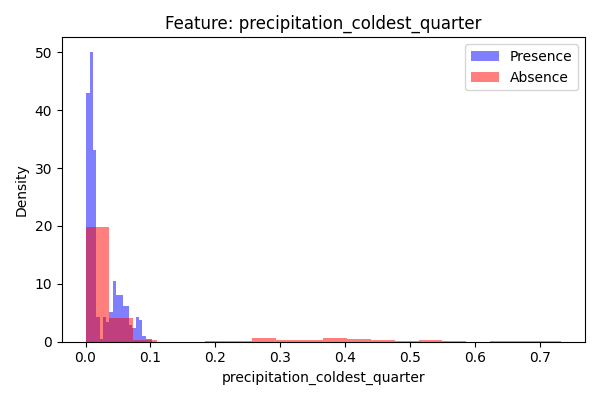 Feature: precipitation_coldest_quarter
Presence
Absence
50
40
30
20
10
0
Density
0.0 0.1 0.2 0.3 0.4 0.5 0.6 0.7
precipitation_coldest_quarter